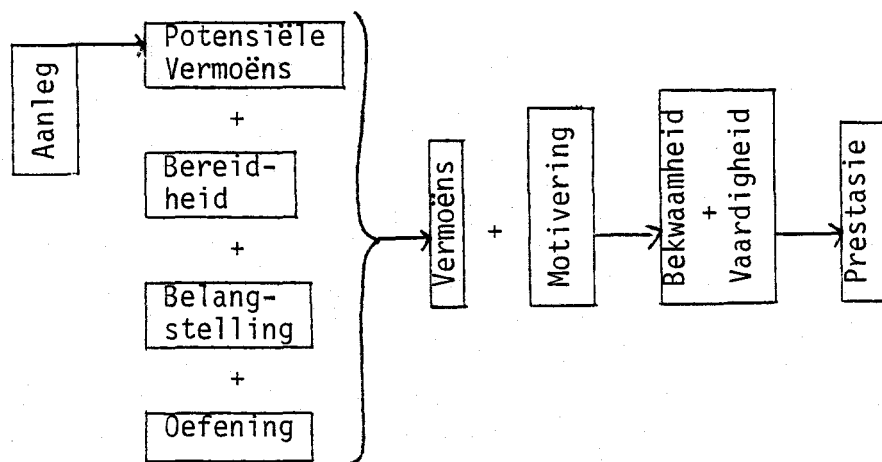 Aanleg
Potensiële
Vermoëns
+
Bereid-
heid
+
Belang-
stelling
+
Oefening
Vermoëns
+
Motivering
Bekwaamheid
+
Vaardigheid
Prestasie